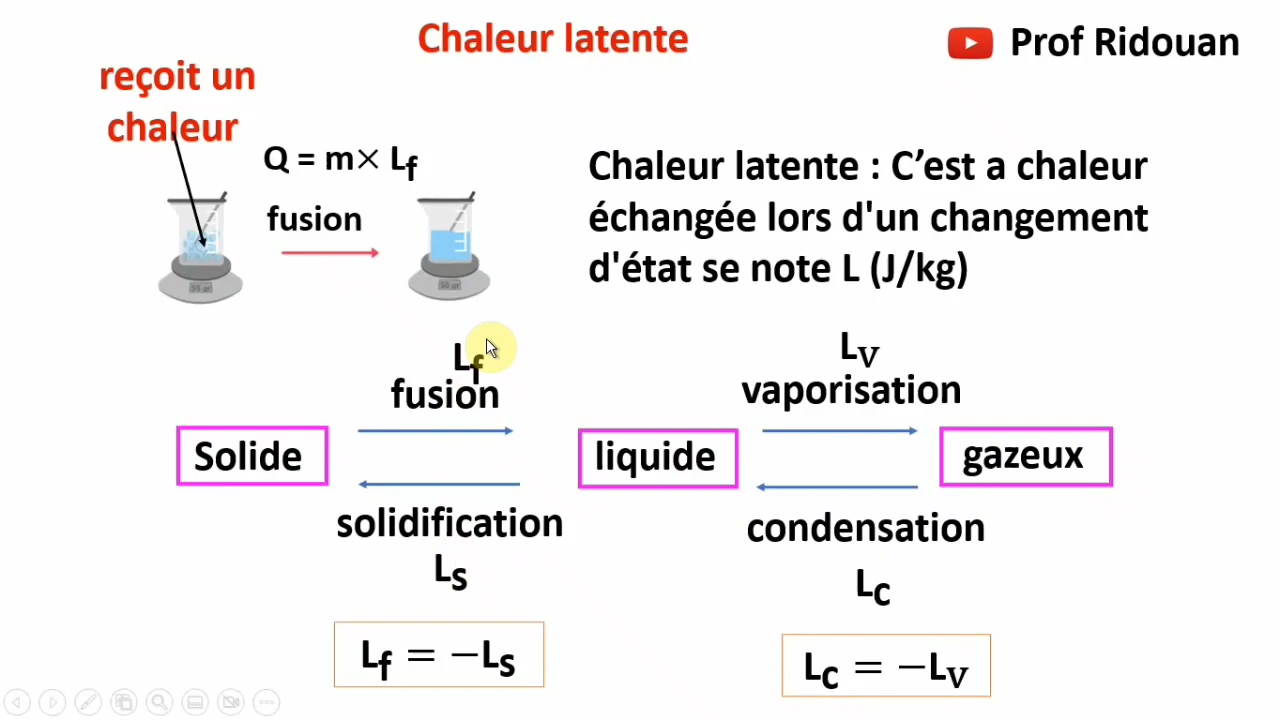 Chaleur latente
Prof Ridouan
reçoit un
chaleur
Q = m× Lf
fusion
Chaleur latente : C’est a chaleur
échangée lors d'un changement
d'état se note L (J/kg)
Lf
fusion
LV
vaporisation
Solide
liquide
gazeux
solidification
LS
condensation
LC
Lf = −LS
LC = −LV